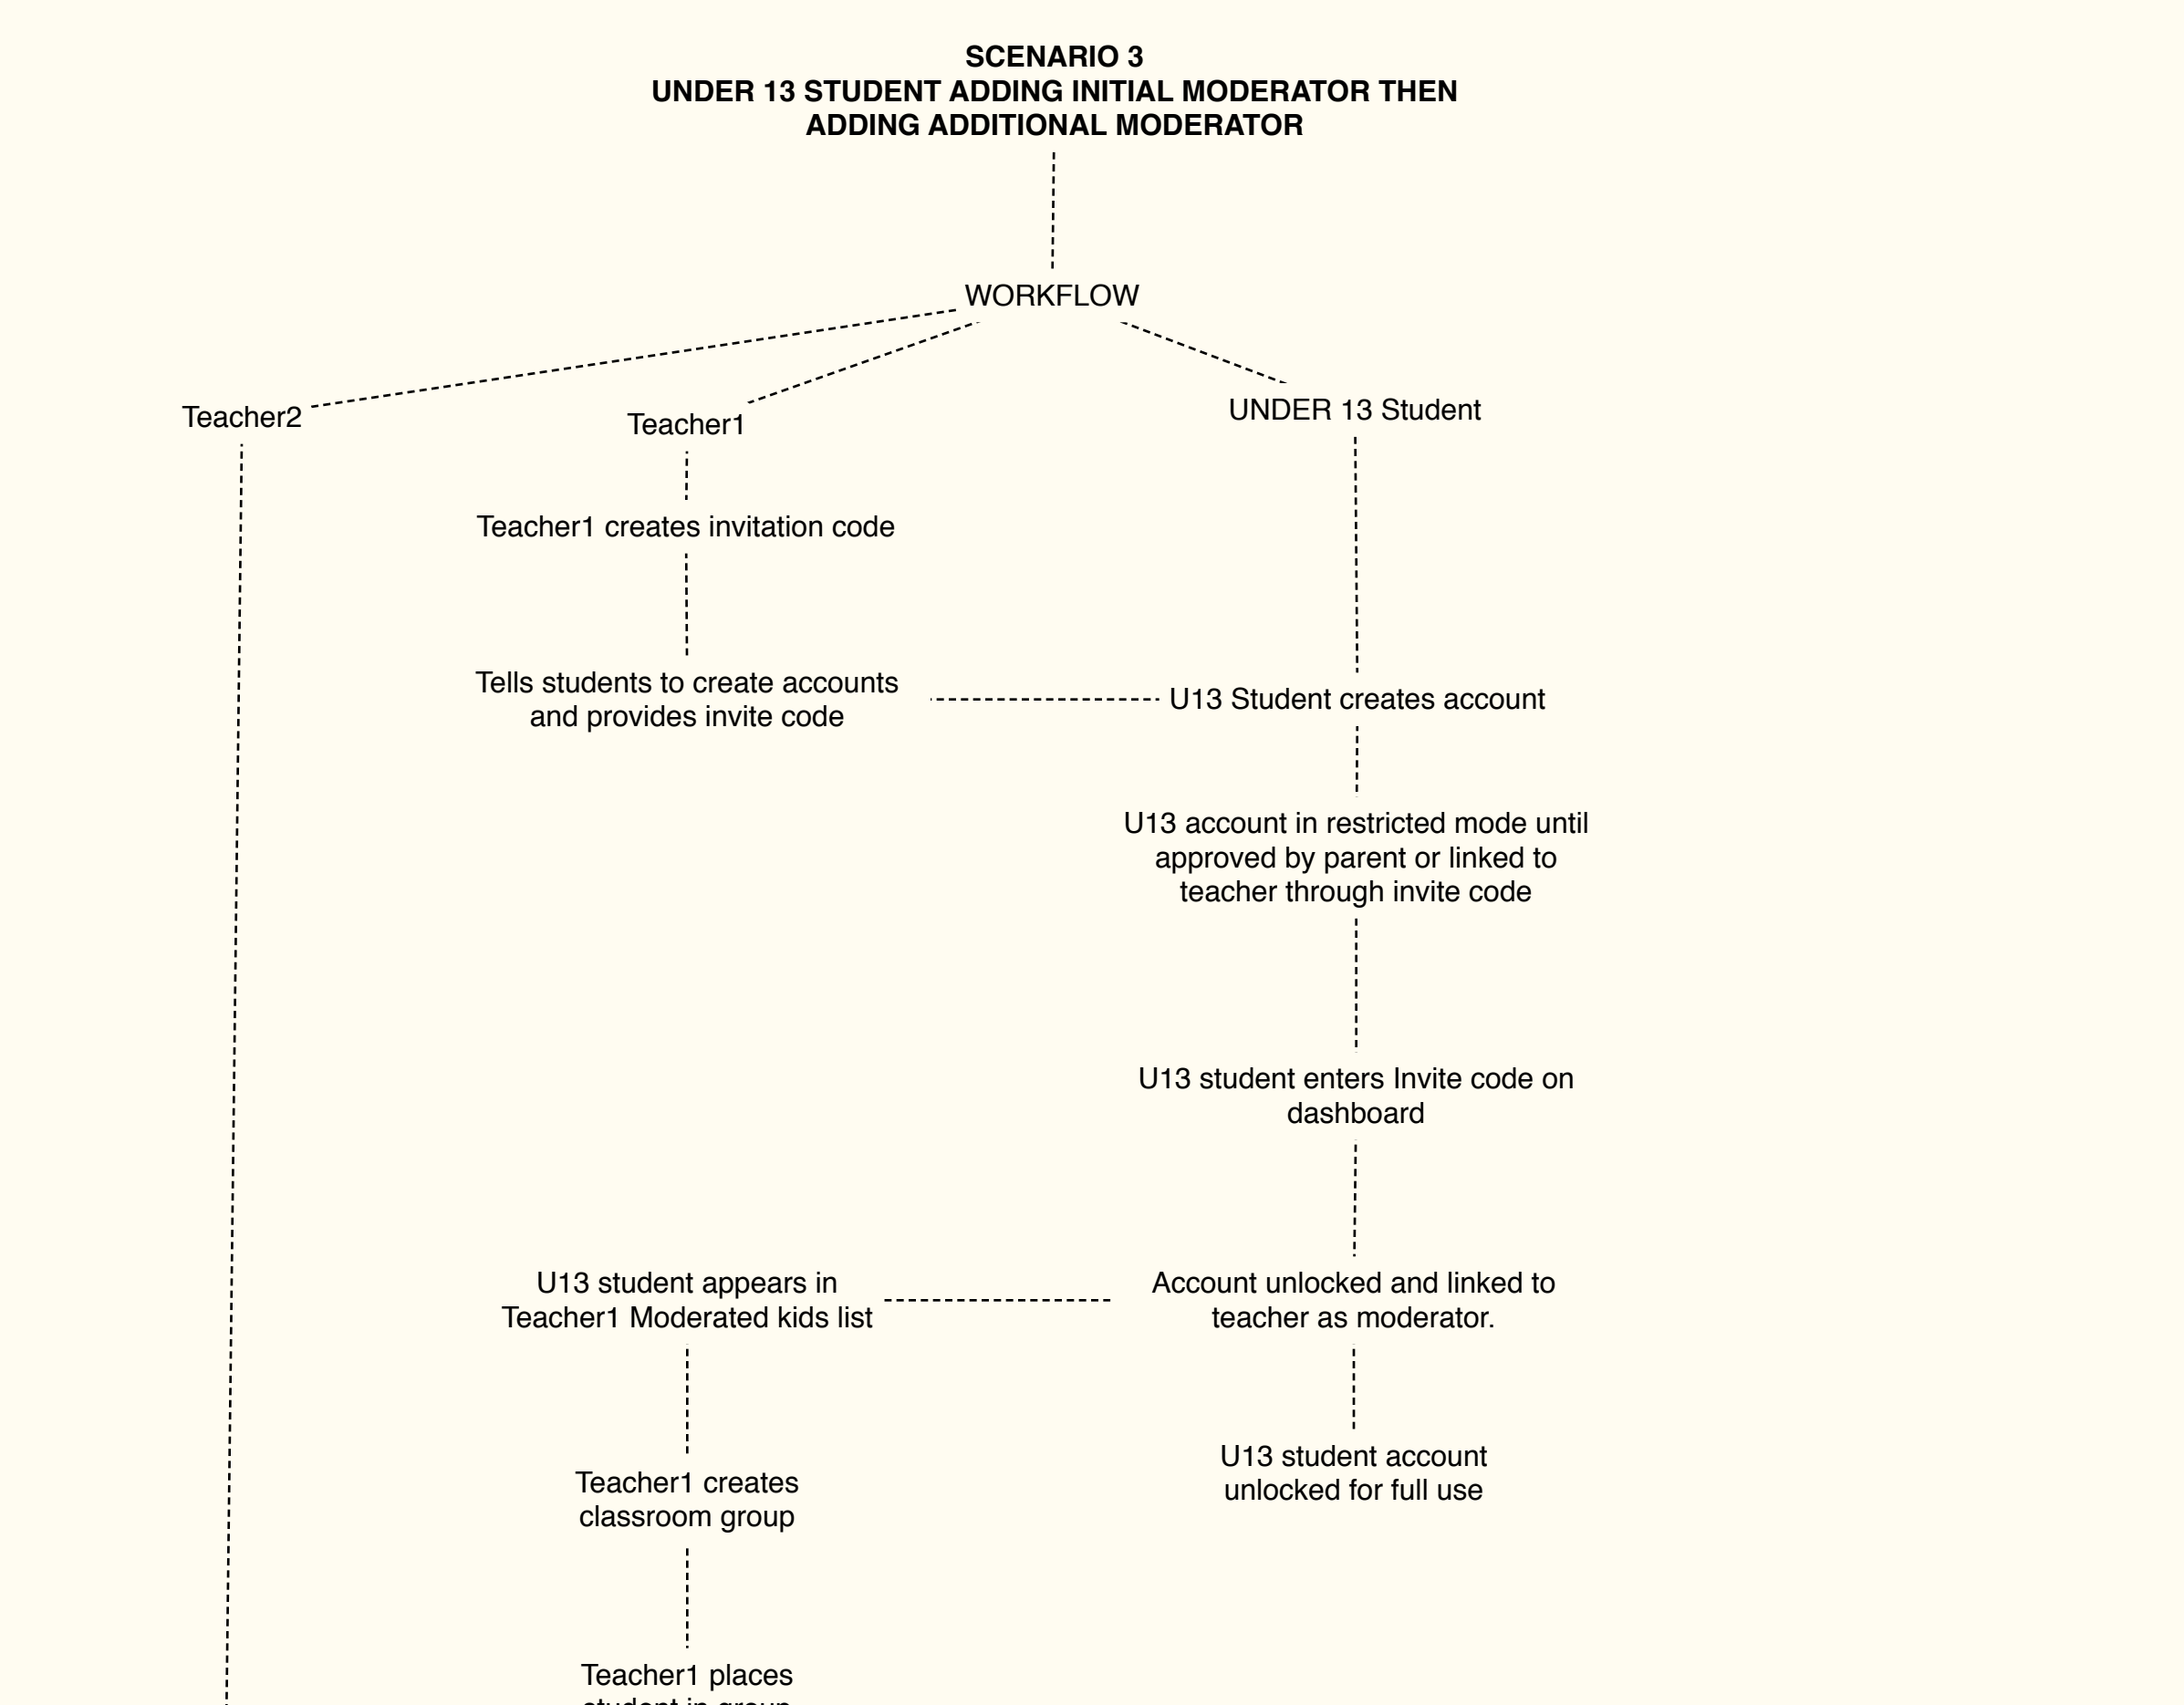 SCENARIO 3
UNDER 13 STUDENT ADDING INITIAL MODERATOR THEN
ADDING ADDITIONAL MODERATOR
WORKFLOW
Teacher2
Teacher1
UNDER 13 Student
Teacher1 creates invitation code
Tells students to create accounts
and provides invite code
U13 Student creates account
U13 account in restricted mode until
approved by parent or linked to
teacher through invite code
U13 student enters Invite code on
dashboard
U13 student appears in
Teacher1 Moderated kids list
Account unlocked and linked to
teacher as moderator.
U13 student account
unlocked for full use
Teacher1 creates
classroom group
Teacher1 places
student in group